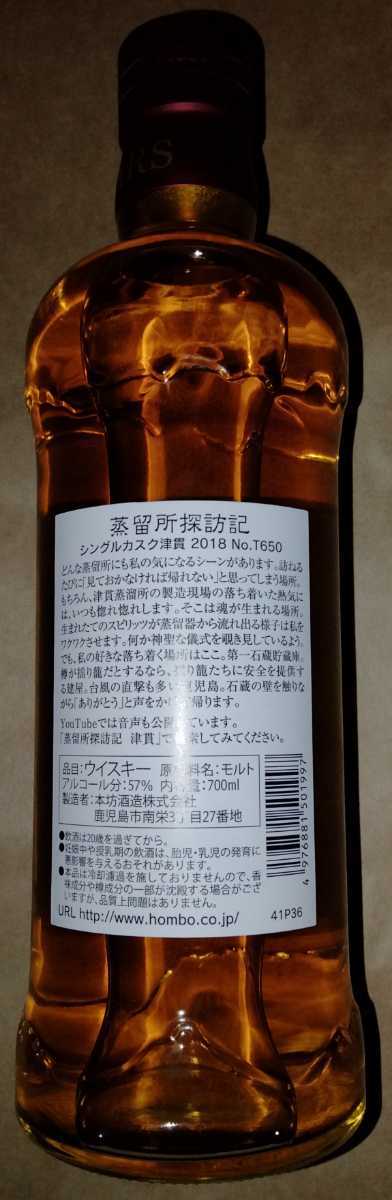 RS
蒸留所探訪記
シングルカスク津貫 2018 No.T650
どんな蒸留所にも私の気になるシーンがあります。訪ねる
たびに「見ておかなければ帰れない」と思ってしまう場所。
もちろん、津貫蒸溜所の製造現場の落ち着いた熱気に
は、いつも惚れ惚れします。そこは魂が生まれる場所。
生まれたてのスピリッツが蒸留器から流れ出る様子は私を
ワクワクさせます。何か神聖な儀式を覗き見しているよう。
でも、私の好きな落ち着く場所はここ。第一石蔵貯蔵庫。
樽が揺り籠だとするなら、揺り籠たちに安全を提供す
る建屋。台風の直撃も多い 児島。石蔵の壁を触りな
がら「ありがとう」と声をかけて帰ります。
YouTubeでは音声も公 ています。
「蒸留所探訪記 津貫」で 索してみてください。
品目:ウイスキー 原 料名:モルト
アルコール分:57% 内容量:700ml
製造者:本坊酒造株式会社
鹿児島市南栄3丁目27番地
●飲酒は20歳を過ぎてから。
●妊娠中や授乳期の飲酒は、胎児・乳児の発育に
悪影響を与えるおそれがあります。
●本品は冷却濾過を施しておりませんので、香
味成分や樽成分の一部が沈殿する場合がござ
いますが、品質上問題はありません。
URL http://www.hombo.co.jp/ 41P36
4 976881 501997